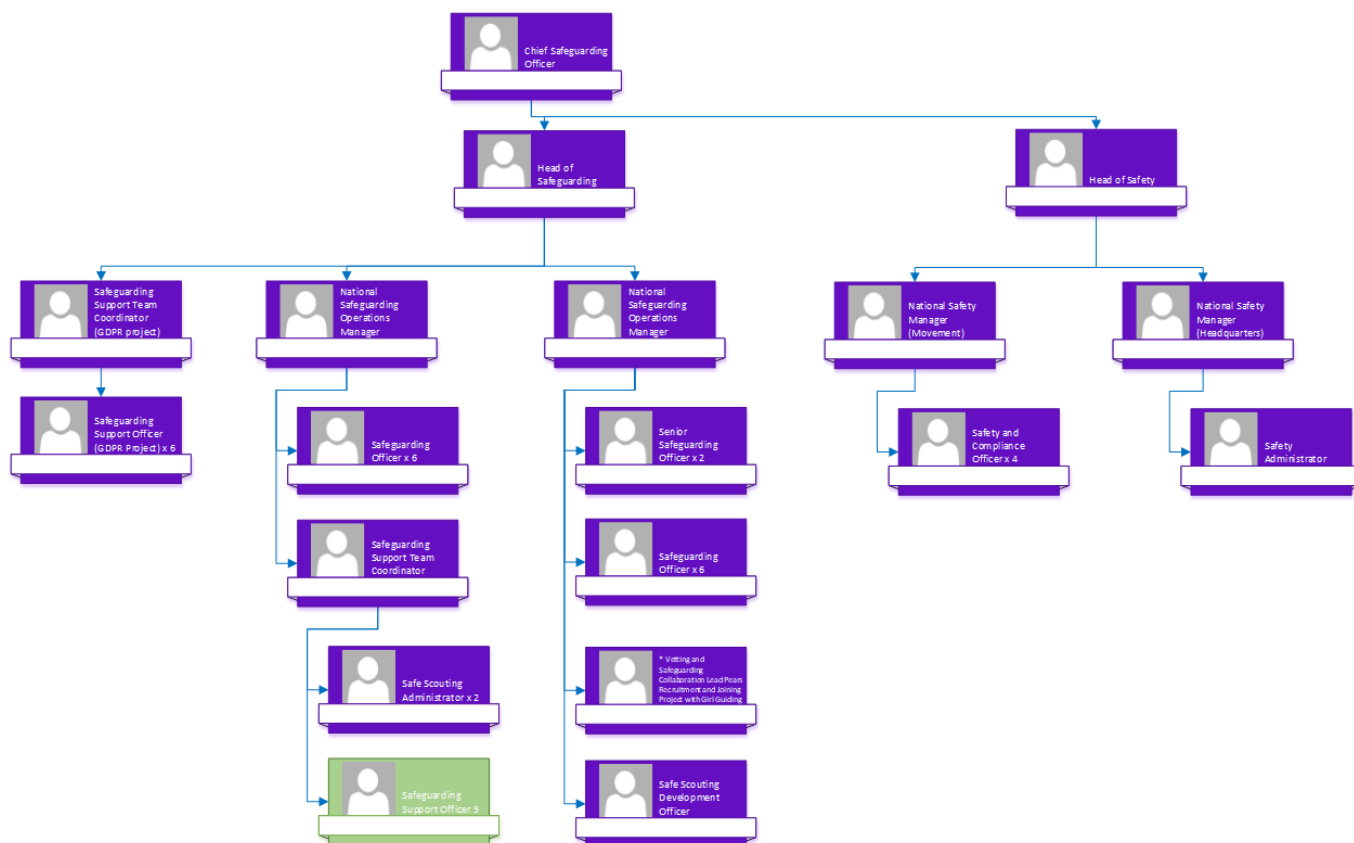 Chief Safeguarding
Officer
Head of
Safeguarding
Head of Safety
Safeguarding
Support Team
Coordinator
(GDPR project)
National
Safeguarding
Operations
Manager
National
Safeguarding
Operations
Manager
National Safety
Manager
(Movement)
National Safety
Manager
(Headquarters)
Safeguarding
Support Officer
(GDPR Project) x 6
Safeguarding
Officer x 6
Senior
Safeguarding
Officer x 2
Safety and
Compliance
Officer x 4
Safety
Administrator
Safeguarding
Support Team
Coordinator
Safeguarding
Officer x 6
Safe Scouting
Administrator x 2
* Vetting and
Safeguarding
Collaboration Lead Pears
Recruitment and Joining
Project with Girl Guiding
Safeguarding
Support Officer 5
Safe Scouting
Development
Officer